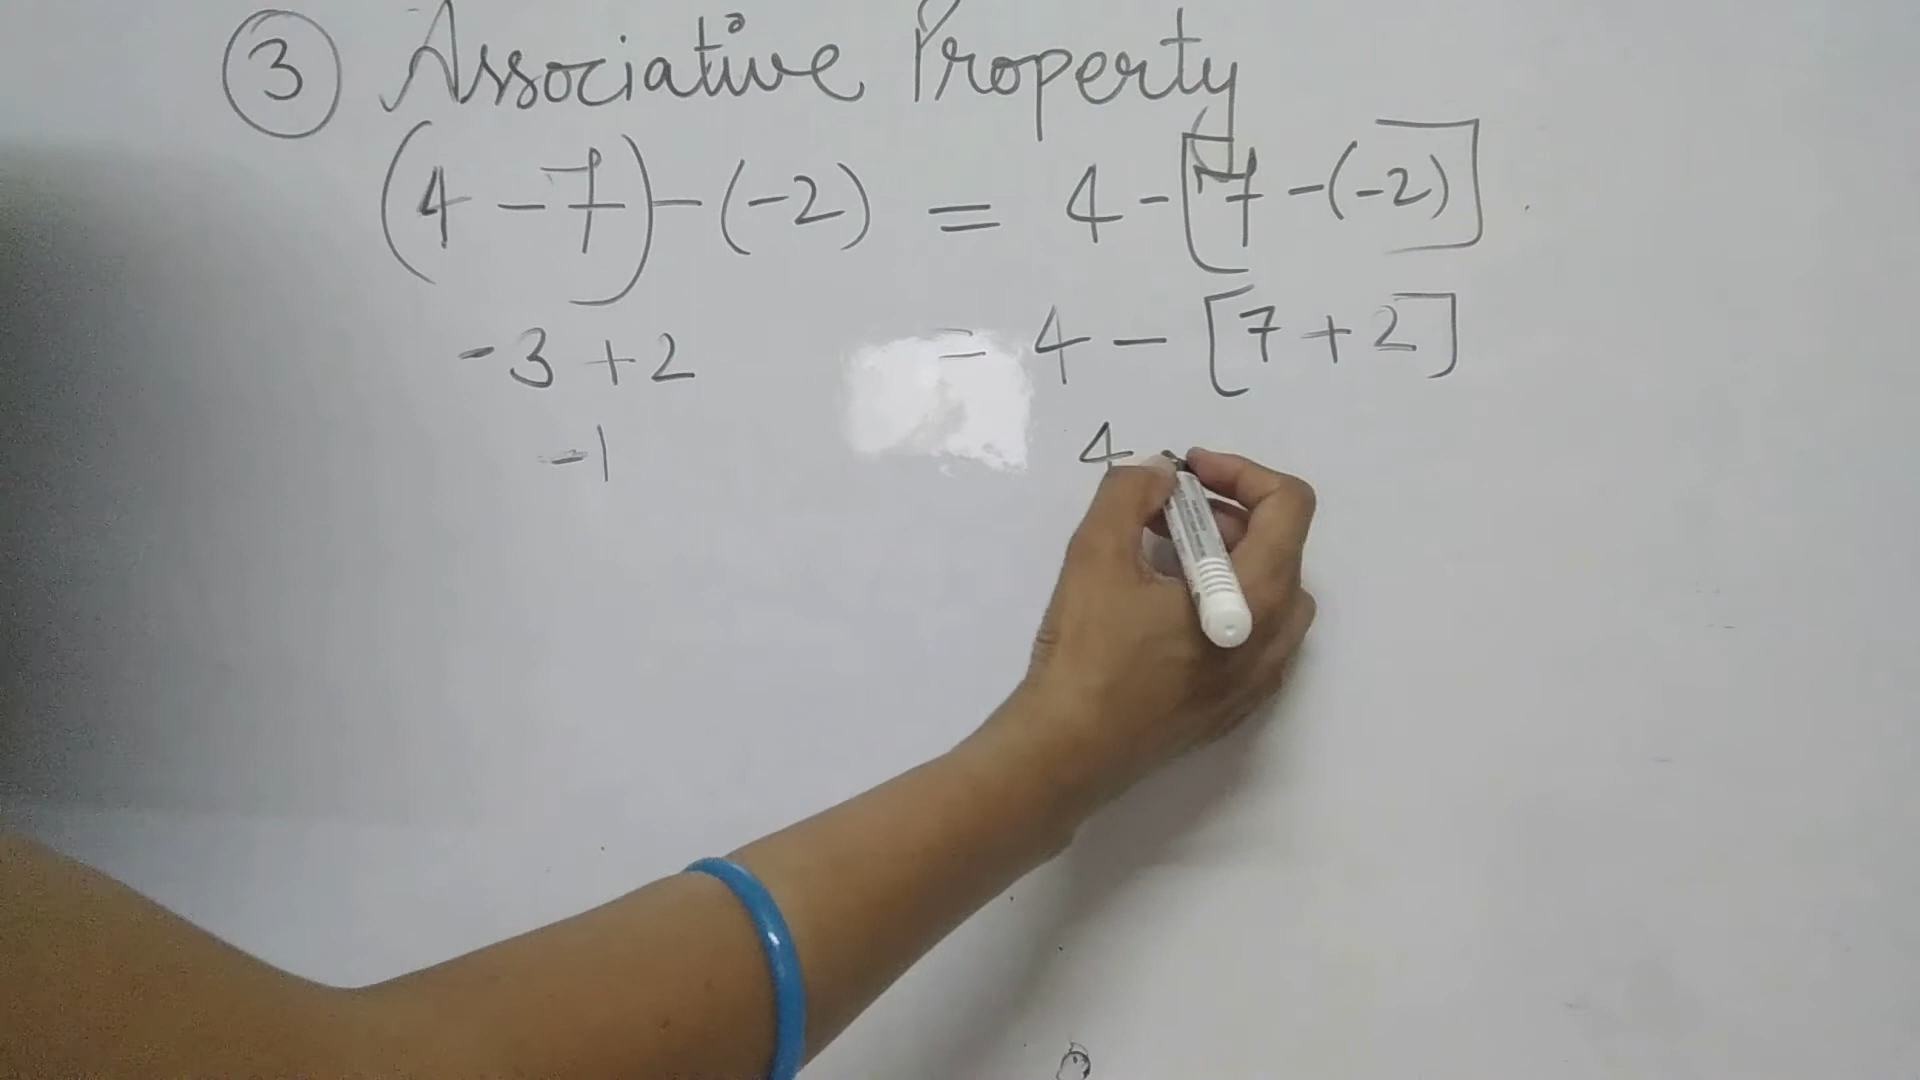 ③ Associative Property
(4 - 7) - (-2) = 4 - [7 - (-2)]
-3 + 2 = 4 - [7 + 2]
-1 4